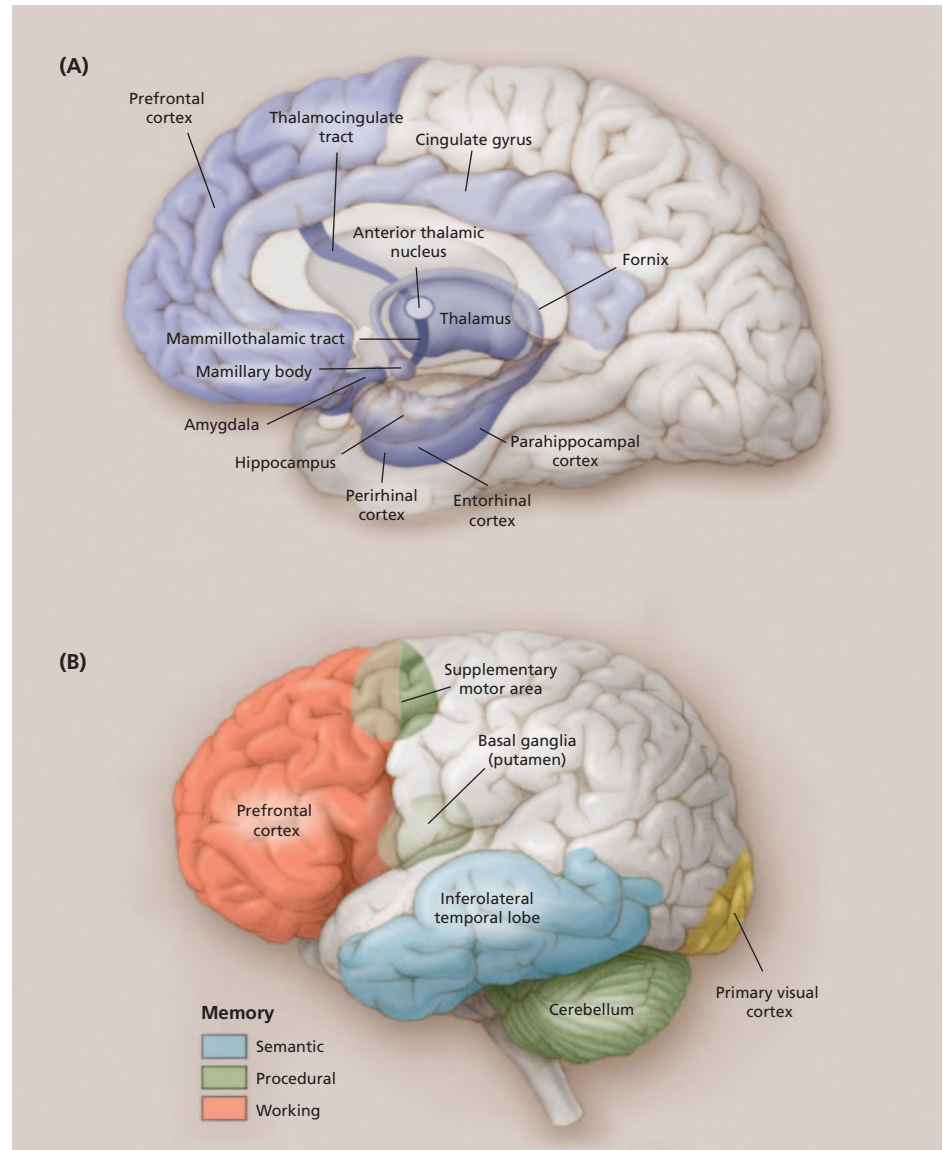 (A)
Prefrontal
cortex
Thalamocingulate
tract
Cingulate gyrus
Anterior thalamic
nucleus
Fornix
Thalamus
Mammillothalamic tract
Mamillary body
Amygdala
Hippocampus
Parahippocampal
cortex
Perirhinal
cortex
Entorhinal
cortex
(B)
Supplementary
motor area
Basal ganglia
(putamen)
Prefrontal
cortex
Inferolateral
temporal lobe
Primary visual
cortex
Cerebellum
Memory
Semantic
Procedural
Working